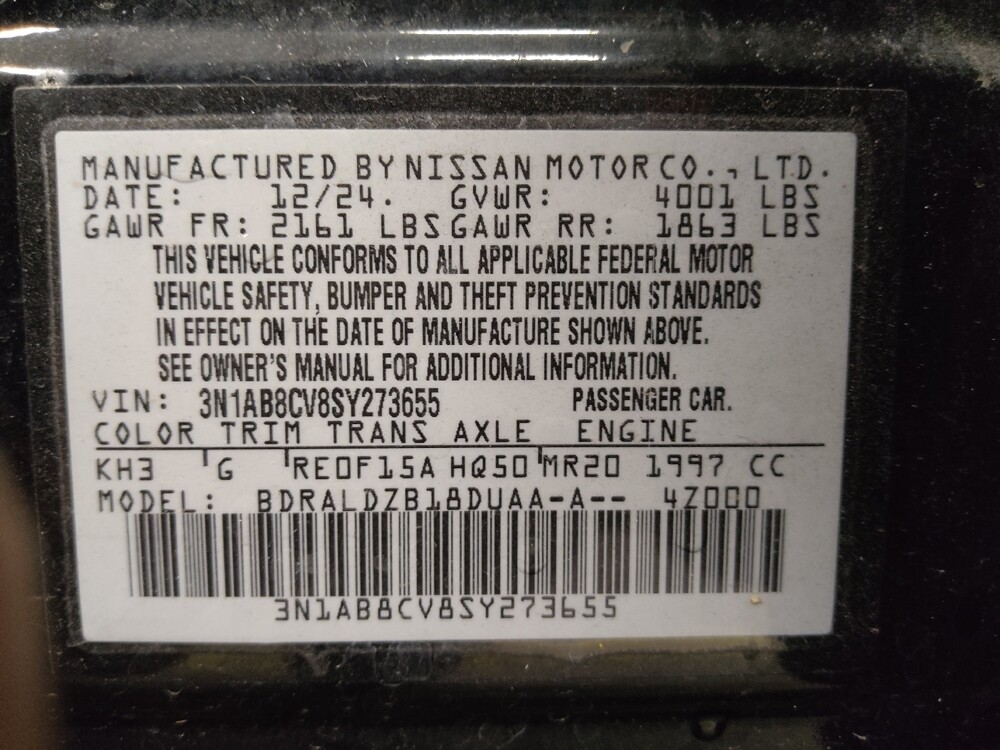 MANUFACTURED BY NISSAN MOTOR CO., LTD.
DATE: 12/24. GVWR: 4001 LBS
GAWR FR: 2161 LBS GAWR RR: 1863 LBS
THIS VEHICLE CONFORMS TO ALL APPLICABLE FEDERAL MOTOR
VEHICLE SAFETY, BUMPER AND THEFT PREVENTION STANDARDS
IN EFFECT ON THE DATE OF MANUFACTURE SHOWN ABOVE.
SEE OWNER'S MANUAL FOR ADDITIONAL INFORMATION.
VIN: 3N1AB8CV8SY273655 PASSENGER CAR.
COLOR TRIM TRANS AXLE ENGINE
KH3 G RE0F15A HQ50 MR20 1997 CC
MODEL: BDRALDZB18DUAA-A-- 4Z000
3N1AB8CV8SY273655